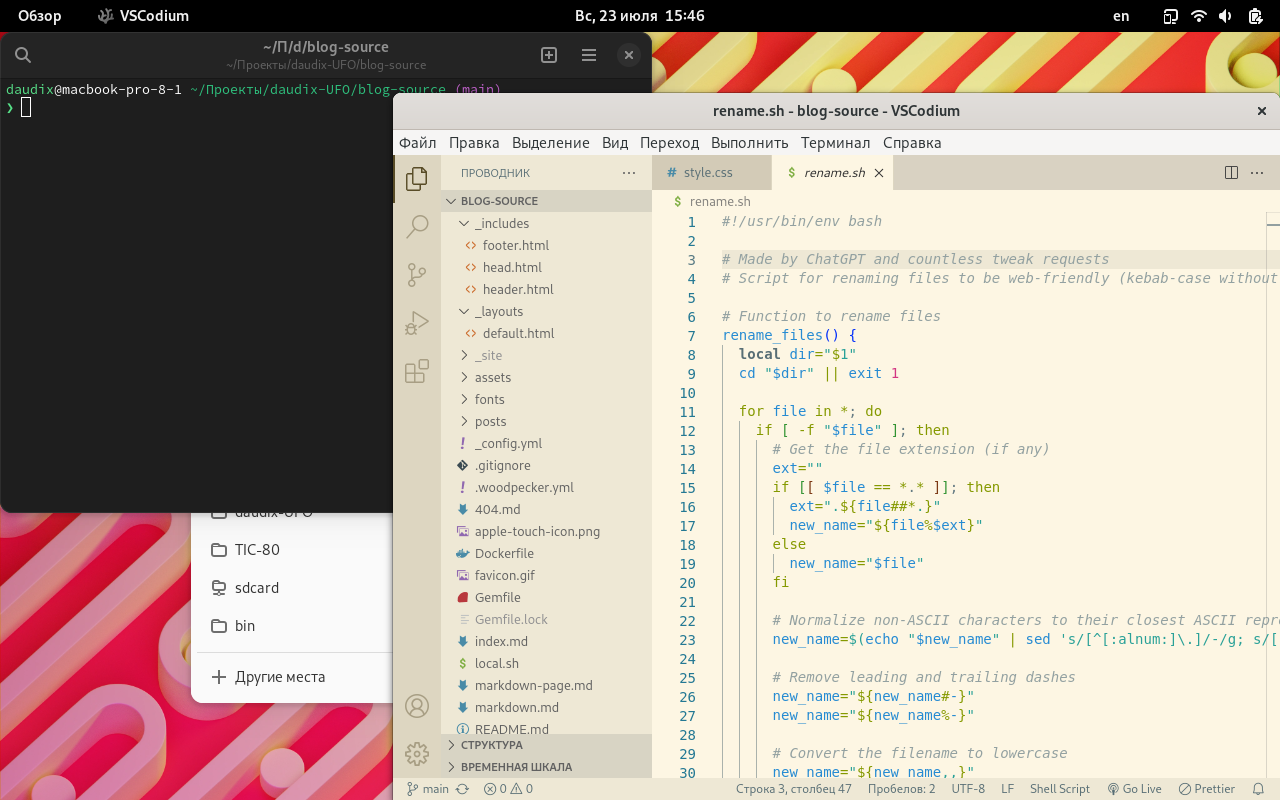 Обзор
VSCodium
Вс, 23 июля 15:46
en
~/П/d/blog-source
~/Проекты/daudix-UFO/blog-source
daudix@macbook-pro-8-1 ~/Проекты/daudix-UFO/blog-source (main)
❯
daudix-UFO
TIC-80
sdcard
bin
Другие места
rename.sh - blog-source - VSCodium
Файл Правка Выделение Вид Переход Выполнить Терминал Справка
ПРОВОДНИК
BLOG-SOURCE
_includes
footer.html
head.html
header.html
_layouts
default.html
_site
assets
fonts
posts
_config.yml
.gitignore
.woodpecker.yml
404.md
apple-touch-icon.png
Dockerfile
favicon.gif
Gemfile
Gemfile.lock
index.md
local.sh
markdown-page.md
markdown.md
README.md
СТРУКТУРА
ВРЕМЕННАЯ ШКАЛА
style.css
rename.sh
rename.sh
1 #!/usr/bin/env bash
2
3 # Made by ChatGPT and countless tweak requests
4 # Script for renaming files to be web-friendly (kebab-case without
5
6 # Function to rename files
7 rename_files() {
8 local dir="$1"
9 cd "$dir" || exit 1
10
11 for file in *; do
12 if [ -f "$file" ]; then
13 # Get the file extension (if any)
14 ext=""
15 if [[ $file == *.* ]]; then
16 ext=".${file##*.}"
17 new_name="${file%$ext}"
18 else
19 new_name="$file"
20 fi
21
22 # Normalize non-ASCII characters to their closest ASCII repr
23 new_name=$(echo "$new_name" | sed 's/[^[:alnum:]\.]/-/g; s/[
24
25 # Remove leading and trailing dashes
26 new_name="${new_name#-}"
27 new_name="${new_name%-}"
28
29 # Convert the filename to lowercase
30 new_name="${new_name,,}"
main
0 0
Строка 3, столбец 47
Пробелов: 2
UTF-8
LF
Shell Script
Go Live
Prettier